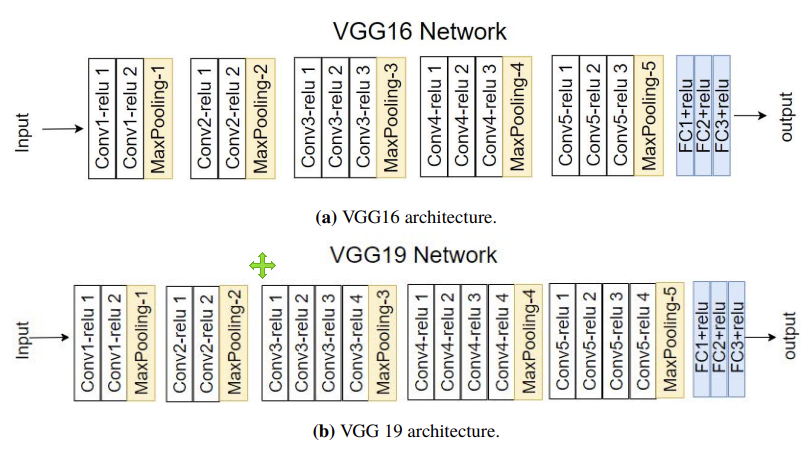 VGG16 Network
Input
Conv1-relu 1
Conv1-relu 2
MaxPooling-1
Conv2-relu 1
Conv2-relu 2
MaxPooling-2
Conv3-relu 1
Conv3-relu 2
Conv3-relu 3
MaxPooling-3
Conv4-relu 1
Conv4-relu 2
Conv4-relu 3
MaxPooling-4
Conv5-relu 1
Conv5-relu 2
Conv5-relu 3
MaxPooling-5
FC1+relu
FC2+relu
FC3+relu
output
(a) VGG16 architecture.
VGG19 Network
Input
Conv1-relu 1
Conv1-relu 2
MaxPooling-1
Conv2-relu 1
Conv2-relu 2
MaxPooling-2
Conv3-relu 1
Conv3-relu 2
Conv3-relu 3
Conv3-relu 4
MaxPooling-3
Conv4-relu 1
Conv4-relu 2
Conv4-relu 3
Conv4-relu 4
MaxPooling-4
Conv5-relu 1
Conv5-relu 2
Conv5-relu 3
Conv5-relu 4
MaxPooling-5
FC1+relu
FC2+relu
FC3+relu
output
(b) VGG 19 architecture.